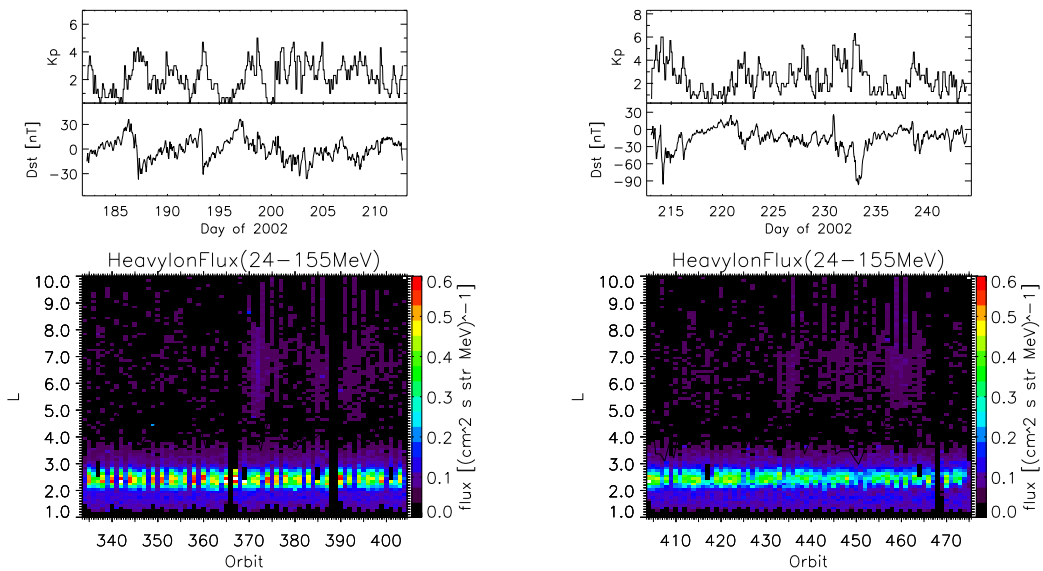 6
4
2
Kp
30
0
−30
Dst [nT]
185 190 195 200 205 210
Day of 2002
HeavyIonFlux(24−155MeV)
10.0
9.0
8.0
7.0
6.0
5.0
4.0
3.0
2.0
1.0
L
340 350 360 370 380 390 400
Orbit
0.6
0.5
0.4
0.3
0.2
0.1
0.0
flux [(cm^2 s str MeV)^−1]
8
6
4
2
Kp
30
0
−30
−60
−90
Dst [nT]
215 220 225 230 235 240
Day of 2002
HeavyIonFlux(24−155MeV)
10.0
9.0
8.0
7.0
6.0
5.0
4.0
3.0
2.0
1.0
L
410 420 430 440 450 460 470
Orbit
0.6
0.5
0.4
0.3
0.2
0.1
0.0
flux [(cm^2 s str MeV)^−1]